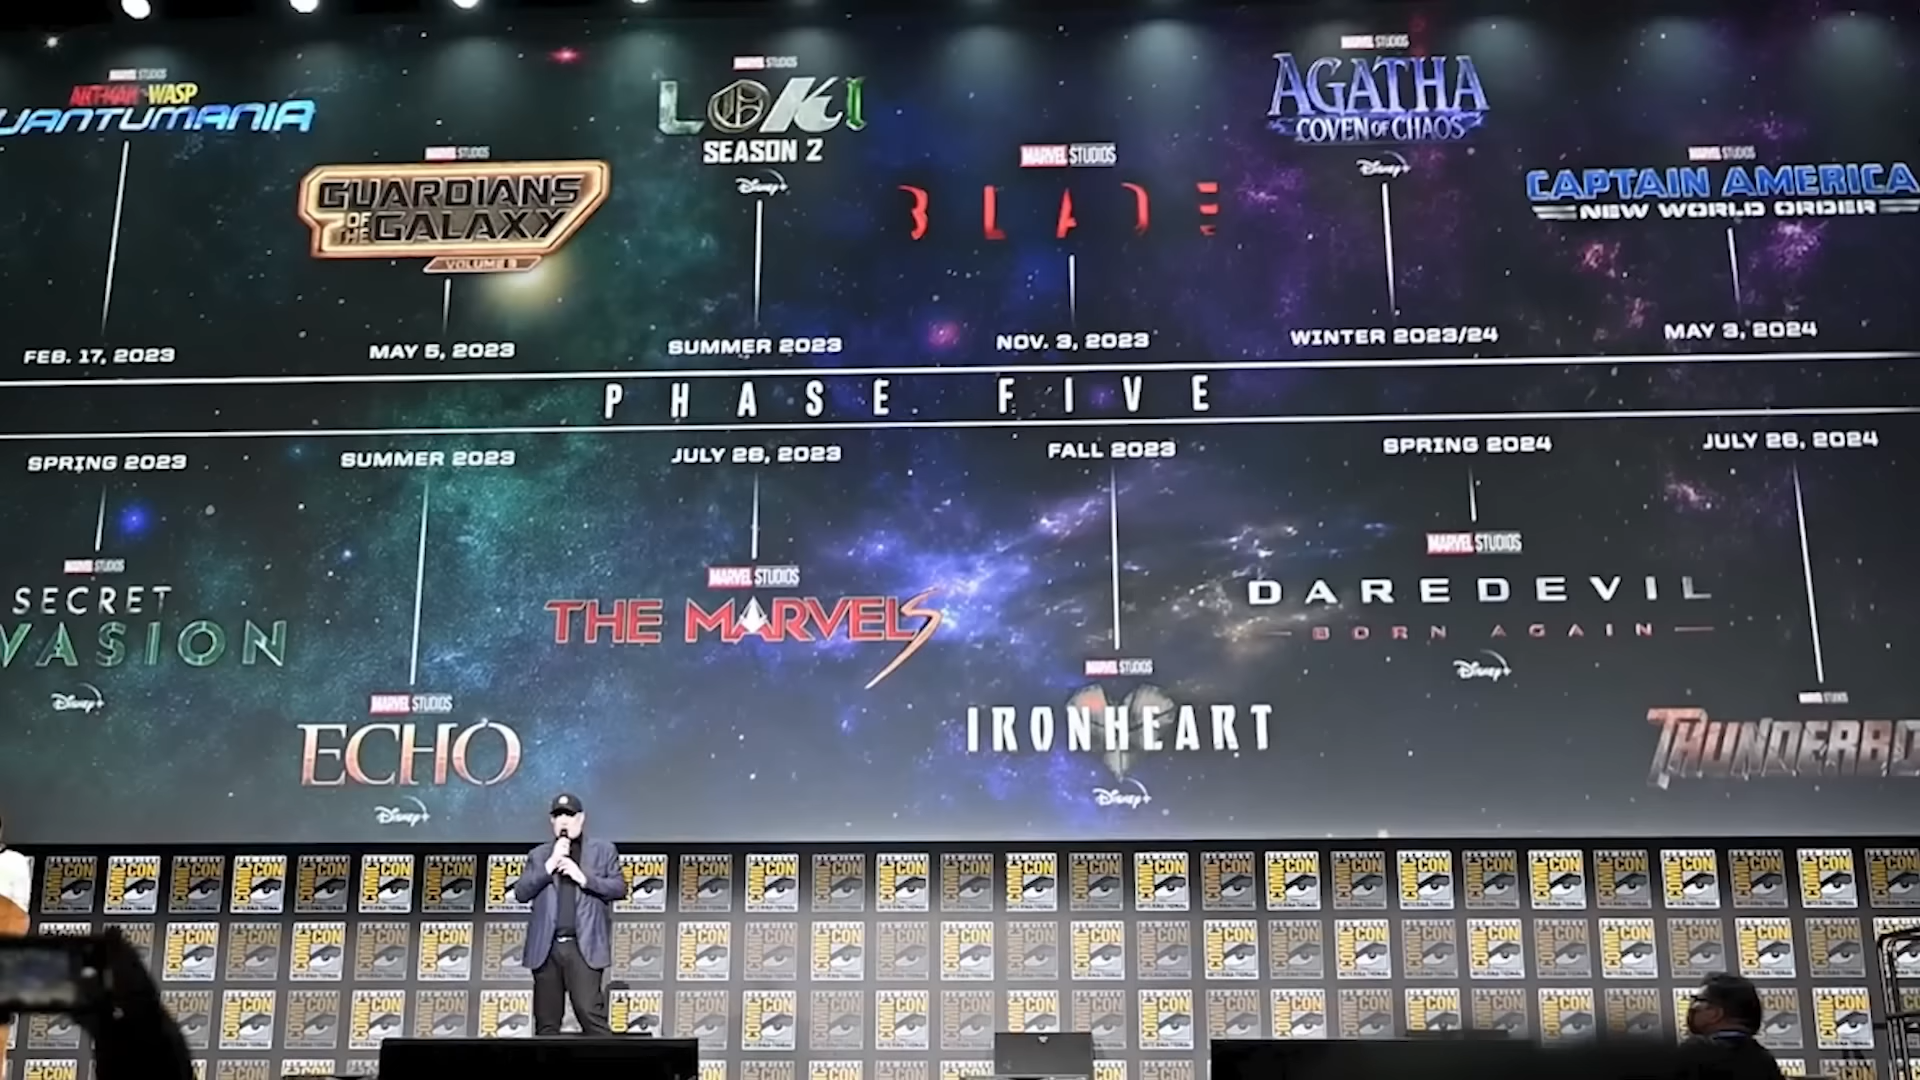 MARVEL STUDIOS
ANT-MAN AND THE WASP
UANTUMANIA
FEB. 17, 2023
MARVEL STUDIOS
GUARDIANS
OF THE GALAXY
VOLUME 3
MAY 5, 2023
MARVEL STUDIOS
LOKI
SEASON 2
Disney+
SUMMER 2023
MARVEL STUDIOS
BLADE
NOV. 3, 2023
MARVEL STUDIOS
AGATHA
COVEN OF CHAOS
Disney+
WINTER 2023/24
MARVEL STUDIOS
CAPTAIN AMERICA
NEW WORLD ORDER
MAY 3, 2024
PHASE FIVE
SPRING 2023
MARVEL STUDIOS
SECRET
VASION
Disney+
SUMMER 2023
MARVEL STUDIOS
ECHO
Disney+
JULY 28, 2023
MARVEL STUDIOS
THE MARVELS
FALL 2023
MARVEL STUDIOS
IRONHEART
Disney+
SPRING 2024
MARVEL STUDIOS
DAREDEVIL
BORN AGAIN
Disney+
JULY 26, 2024
MARVEL STUDIOS
THUNDERBO
COMIC CON
INTERNATIONAL